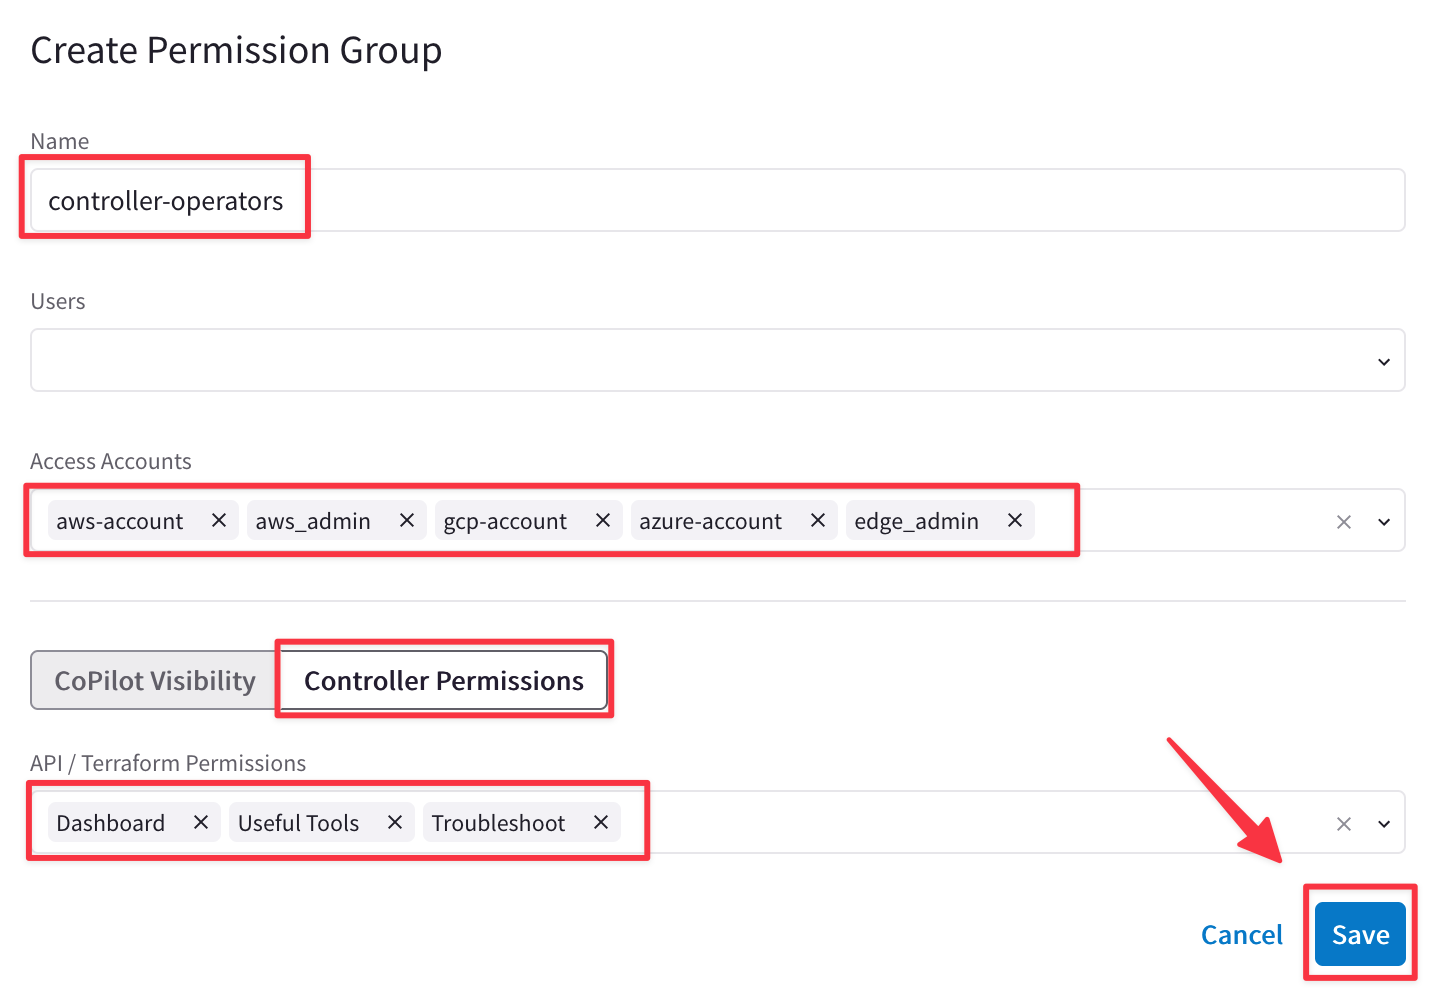 Create Permission Group
Name
controller-operators
Users
Access Accounts
aws-account aws_admin gcp-account azure-account edge_admin
CoPilot Visibility Controller Permissions
API / Terraform Permissions
Dashboard Useful Tools Troubleshoot
Cancel Save